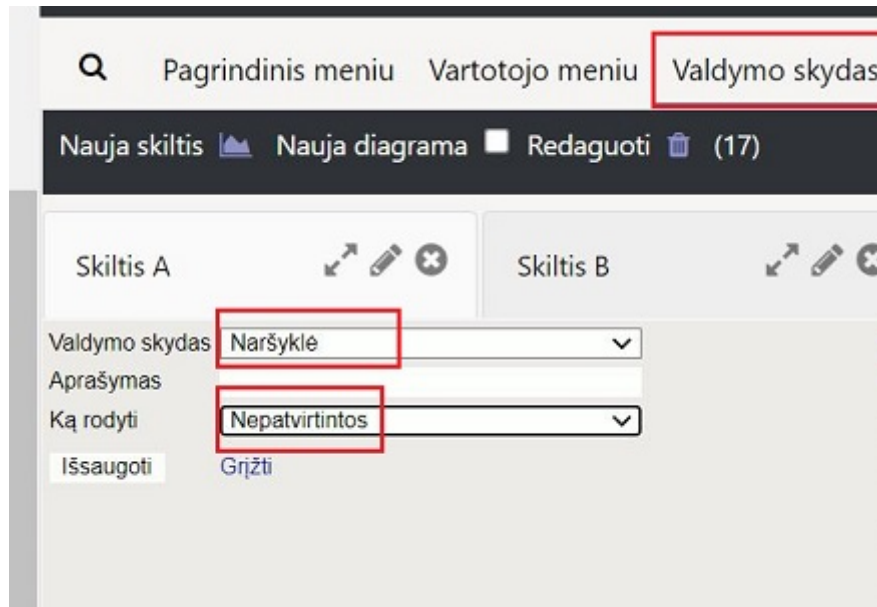 Pagrindinis meniu Vartotojo meniu Valdymo skydas
Nauja skiltis Nauja diagrama Redaguoti (17)
Skiltis A Skiltis B
Valdymo skydas Naršyklė
Aprašymas
Ką rodyti Nepatvirtintos
Išsaugoti Grįžti